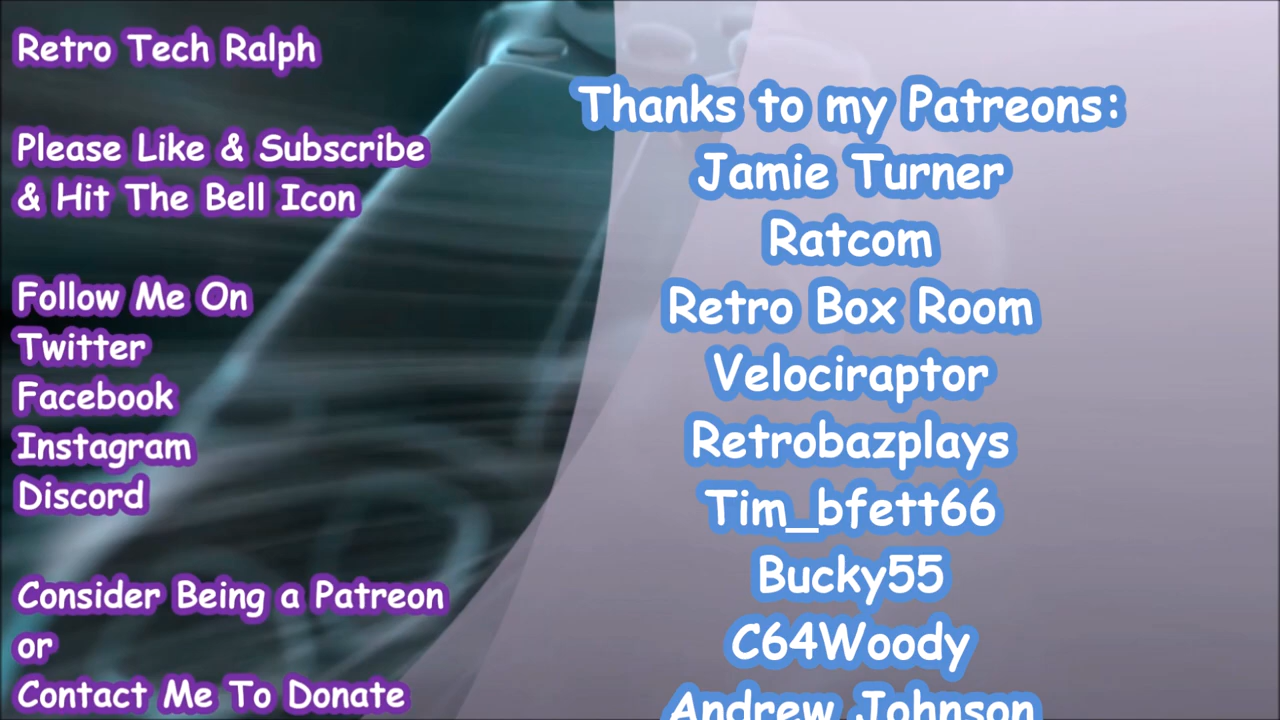 Retro Tech Ralph
Please Like & Subscribe
& Hit The Bell Icon
Follow Me On
Twitter
Facebook
Instagram
Discord
Consider Being a Patreon
or
Contact Me To Donate
Thanks to my Patreons:
Jamie Turner
Ratcom
Retro Box Room
Velociraptor
Retrobazplays
Tim_bfett66
Bucky55
C64Woody
Andrew Johnson